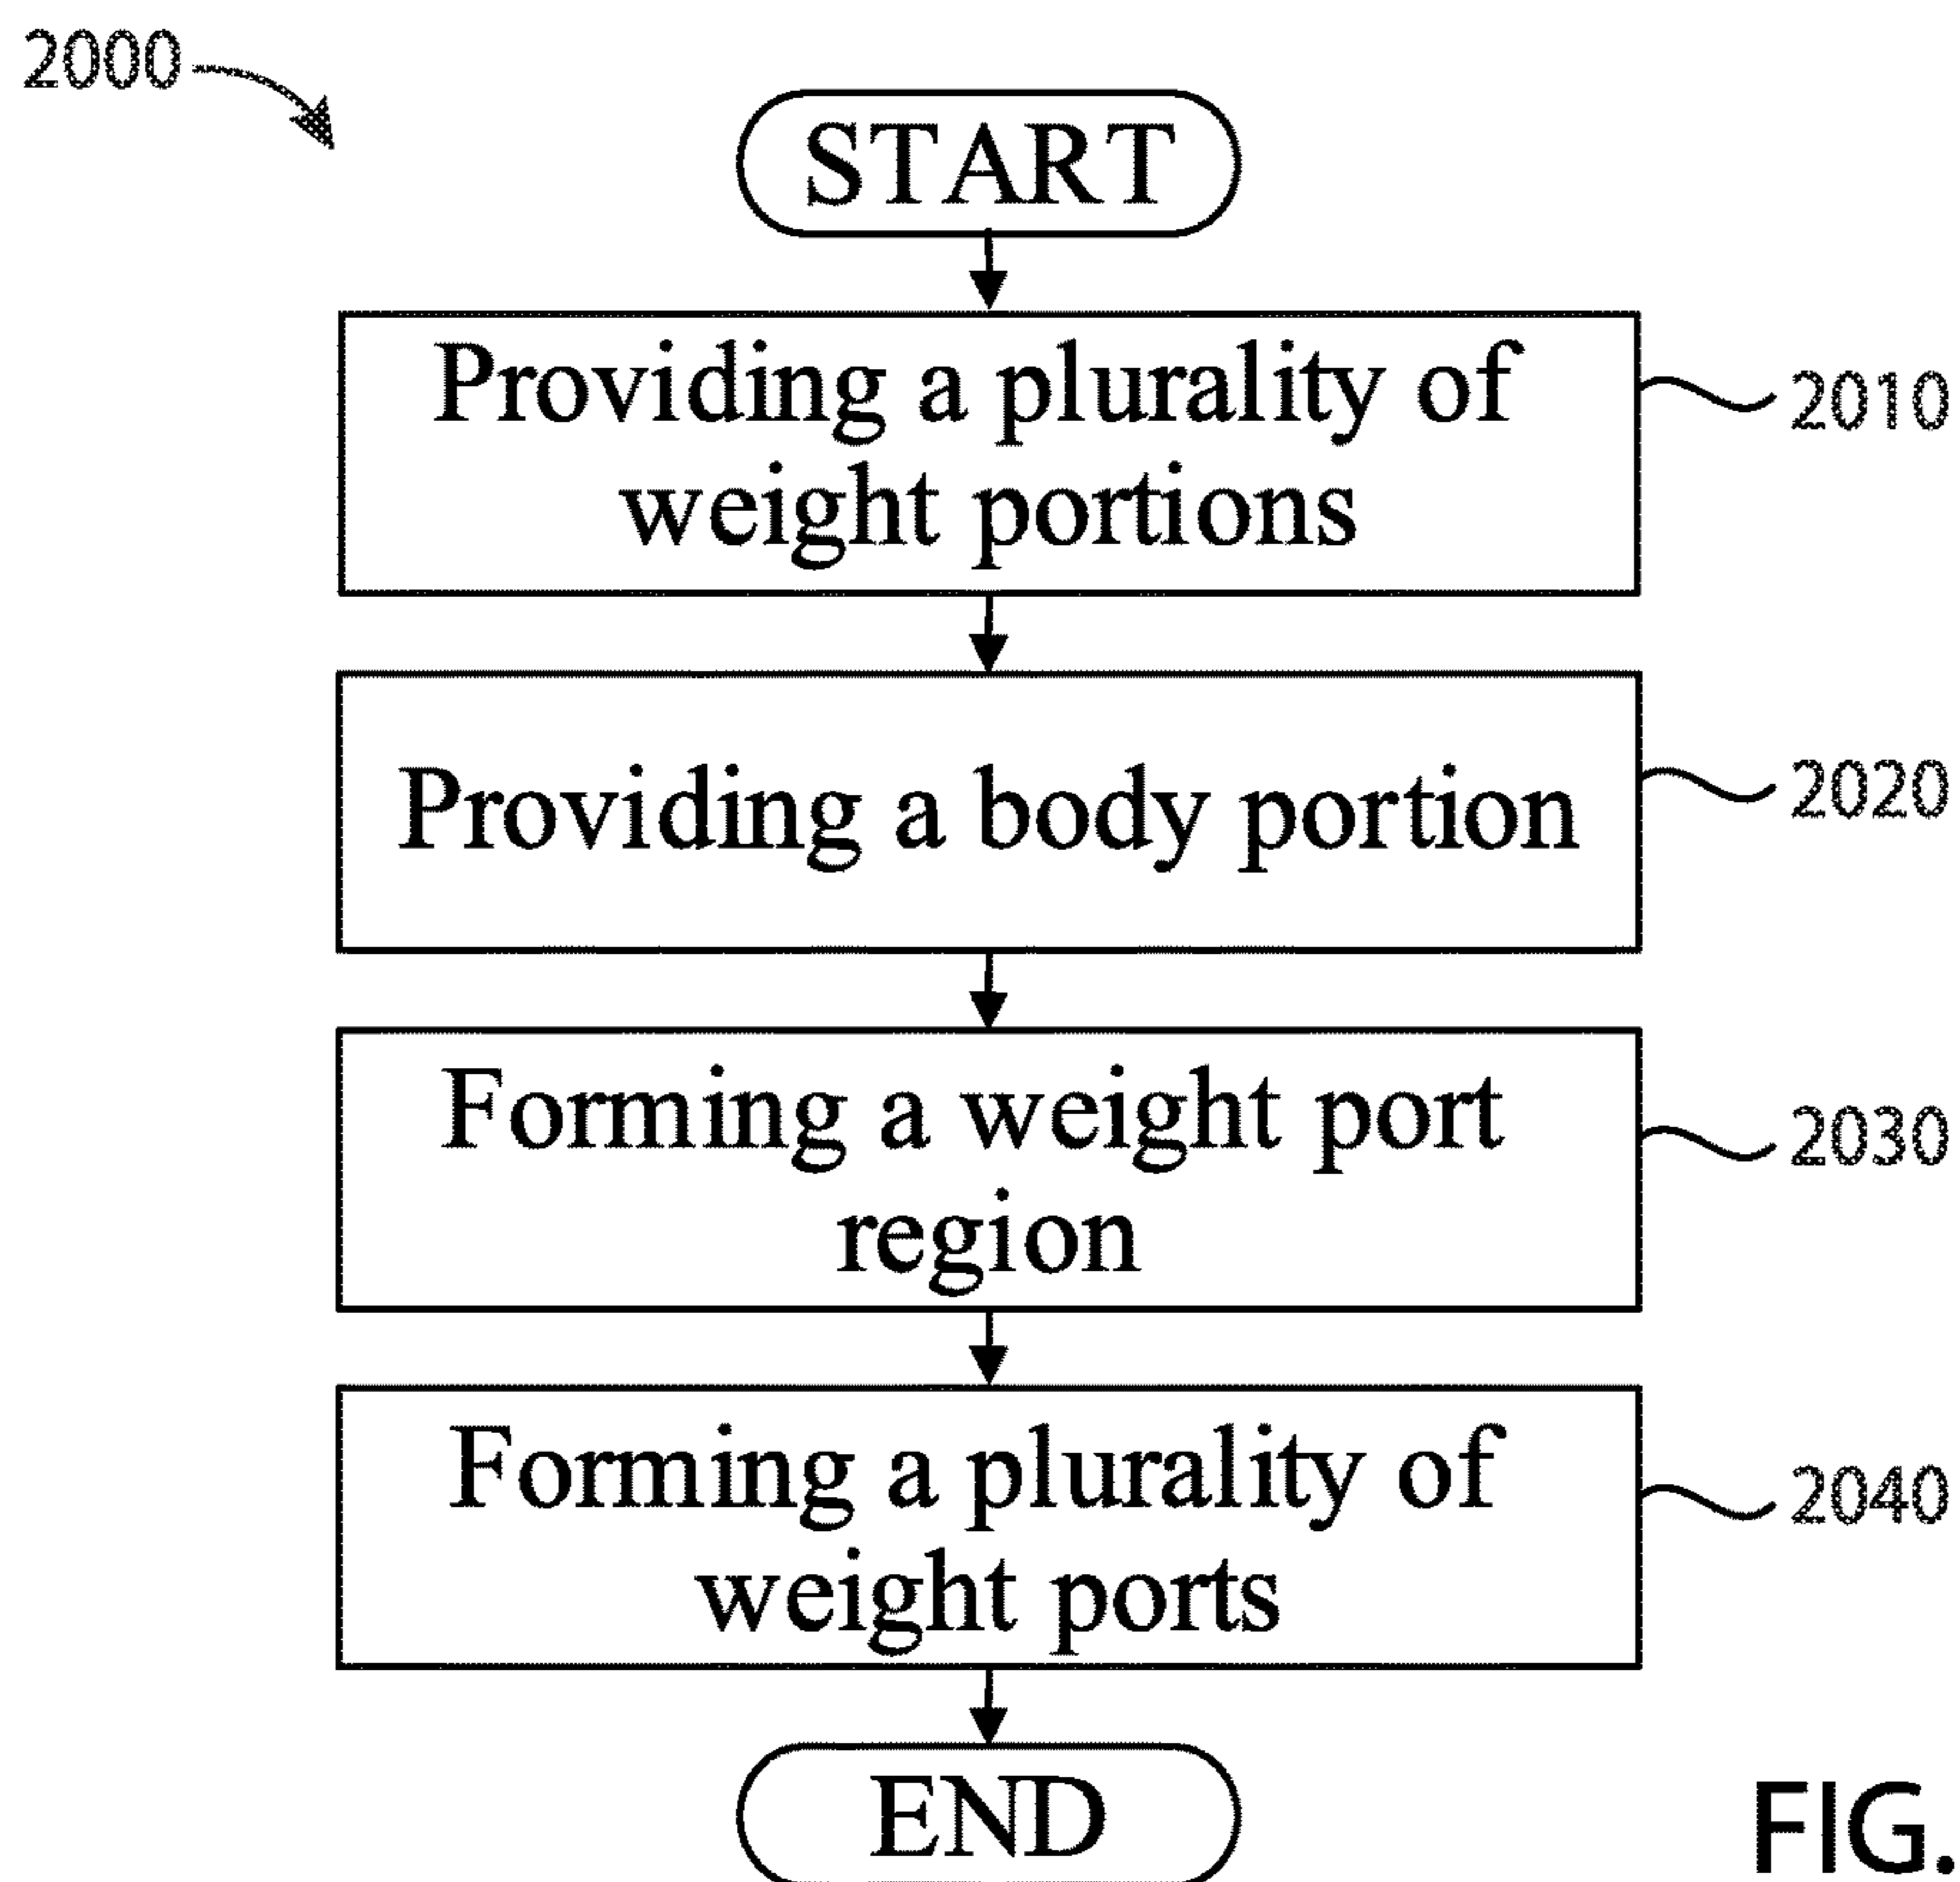 2000
START
Providing a plurality of
weight portions
2010
Providing a body portion
2020
Forming a weight port
region
2030
Forming a plurality of
weight ports
2040
END
FIG.